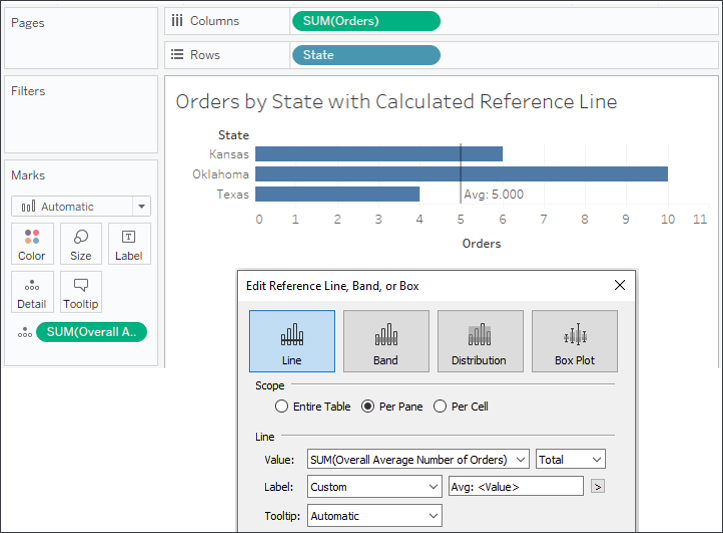 Pages
Columns
SUM(Orders)
Rows
State
Filters
Orders by State with Calculated Reference Line
State
Kansas
Oklahoma
Texas
Avg: 5.000
0 1 2 3 4 5 6 7 8 9 10 11
Orders
Marks
Automatic
Color Size Label
Detail Tooltip
SUM(Overall A..
Edit Reference Line, Band, or Box
Line Band Distribution Box Plot
Scope
Entire Table Per Pane Per Cell
Line
Value: SUM(Overall Average Number of Orders) Total
Label: Custom Avg: <Value> >
Tooltip: Automatic